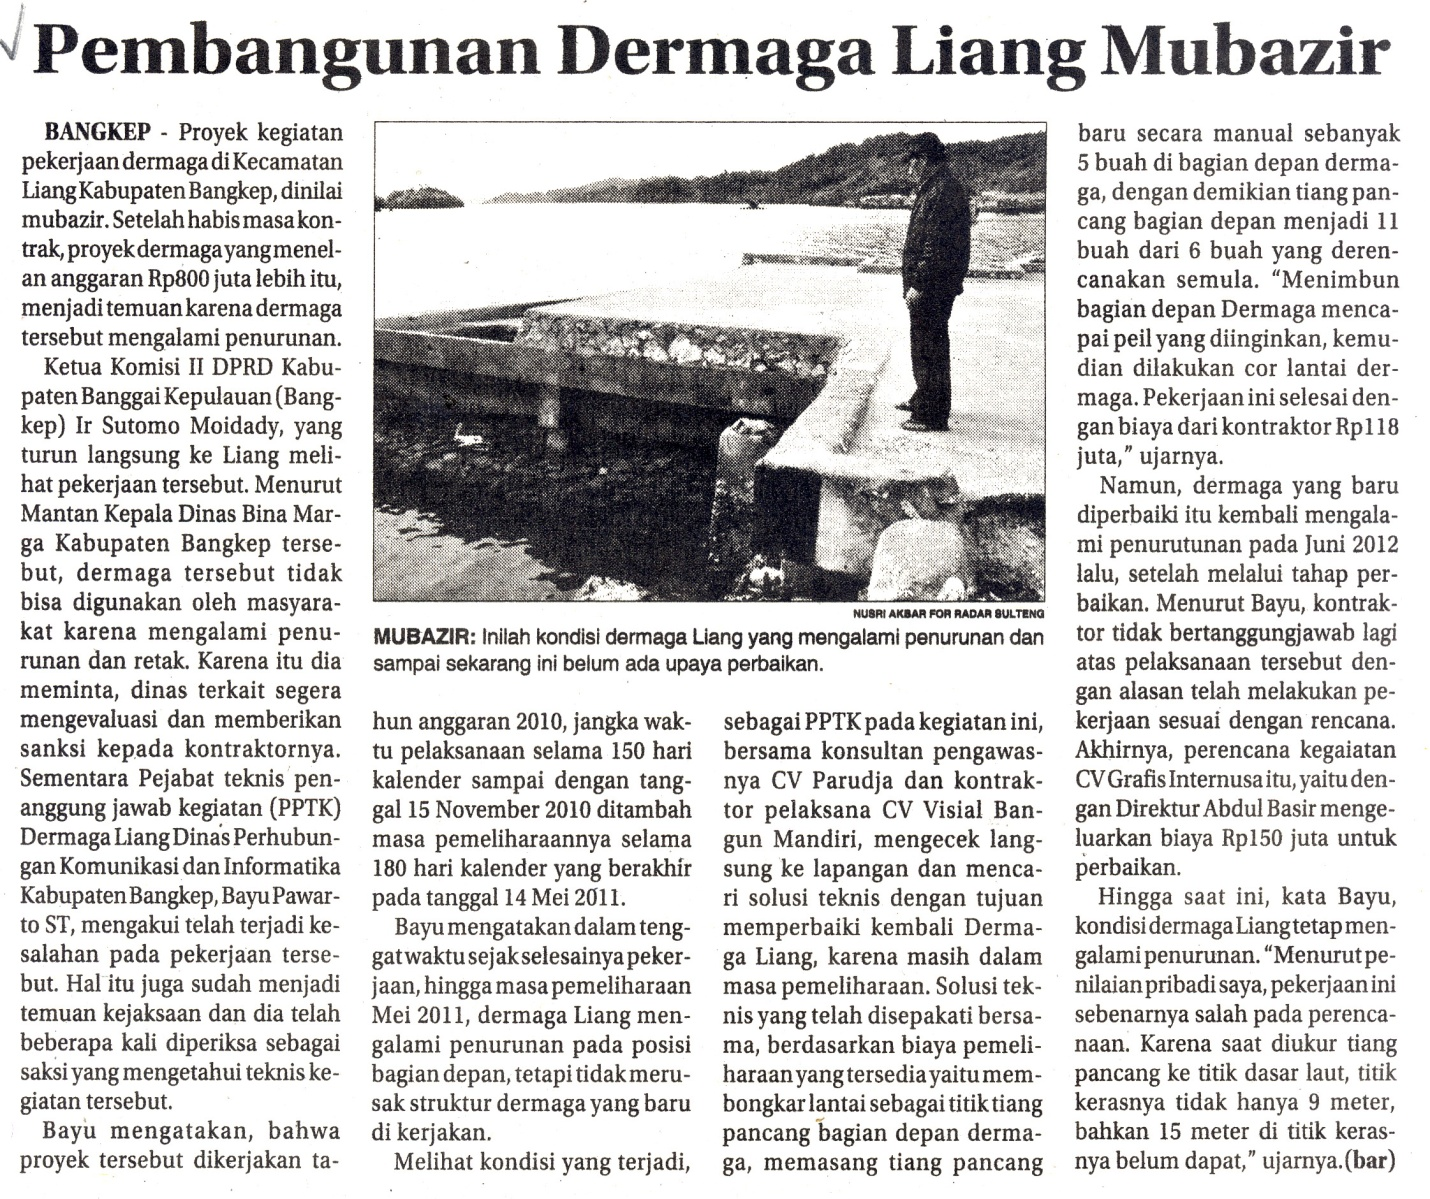 Pembangunan Dermaga Liang Mubazir
BANGKEP - Proyek kegiatan
pekerjaan dermaga di Kecamatan
Liang Kabupaten Bangkep, dinilai
mubazir. Setelah habis masa kon-
trak, proyek dermaga yang menel-
an anggaran Rp800 juta lebih itu,
menjadi temuan karena dermaga
tersebut mengalami penurunan.
Ketua Komisi II DPRD Kabu-
paten Banggai Kepulauan (Bang-
kep) Ir Sutomo Moidady, yang
turun langsung ke Liang meli-
hat pekerjaan tersebut. Menurut
Mantan Kepala Dinas Bina Mar-
ga Kabupaten Bangkep terse-
but, dermaga tersebut tidak
bisa digunakan oleh masyara-
kat karena mengalami penu-
runan dan retak. Karena itu dia
meminta, dinas terkait segera
mengevaluasi dan memberikan
sanksi kepada kontraktornya.
Sementara Pejabat teknis pen-
anggung jawab kegiatan (PPTK)
Dermaga Liang Dinas Perhubun-
gan Komunikasi dan Informatika
Kabupaten Bangkep, Bayu Pawar-
to ST, mengakui telah terjadi ke-
salahan pada pekerjaan terse-
but. Hal itu juga sudah menjadi
temuan kejaksaan dan dia telah
beberapa kali diperiksa sebagai
saksi yang mengetahui teknis ke-
giatan tersebut.
Bayu mengatakan, bahwa
proyek tersebut dikerjakan ta-
NUSRI AKBAR FOR RADAR SULTENG
MUBAZIR: Inilah kondisi dermaga Liang yang mengalami penurunan dan
sampai sekarang ini belum ada upaya perbaikan.
hun anggaran 2010, jangka wak-
tu pelaksanaan selama 150 hari
kalender sampai dengan tang-
gal 15 November 2010 ditambah
masa pemeliharaannya selama
180 hari kalender yang berakhir
pada tanggal 14 Mei 2011.
Bayu mengatakan dalam teng-
gat waktu sejak selesainya peker-
jaan, hingga masa pemeliharaan
Mei 2011, dermaga Liang men-
galami penurunan pada posisi
bagian depan, tetapi tidak meru-
sak struktur dermaga yang baru
di kerjakan.
Melihat kondisi yang terjadi,
sebagai PPTK pada kegiatan ini,
bersama konsultan pengawas-
nya CV Parudja dan kontrak-
tor pelaksana CV Visial Ban-
gun Mandiri, mengecek lang-
sung ke lapangan dan menca-
ri solusi teknis dengan tujuan
memperbaiki kembali Derma-
ga Liang, karena masih dalam
masa pemeliharaan. Solusi tek-
nis yang telah disepakati bersa-
ma, berdasarkan biaya pemeli-
haraan yang tersedia yaitu mem-
bongkar lantai sebagai titik tiang
pancang bagian depan derma-
ga, memasang tiang pancang
baru secara manual sebanyak
5 buah di bagian depan derma-
ga, dengan demikian tiang pan-
cang bagian depan menjadi 11
buah dari 6 buah yang deren-
canakan semula. “Menimbun
bagian depan Dermaga menca-
pai peil yang diinginkan, kemu-
dian dilakukan cor lantai der-
maga. Pekerjaan ini selesai den-
gan biaya dari kontraktor Rp118
juta,” ujarnya.
Namun, dermaga yang baru
diperbaiki itu kembali mengala-
mi penurutunan pada Juni 2012
lalu, setelah melalui tahap per-
baikan. Menurut Bayu, kontrak-
tor tidak bertanggungjawab lagi
atas pelaksanaan tersebut den-
gan alasan telah melakukan pe-
kerjaan sesuai dengan rencana.
Akhirnya, perencana kegaiatan
CV Grafis Internusa itu, yaitu den-
gan Direktur Abdul Basir menge-
luarkan biaya Rp150 juta untuk
perbaikan.
Hingga saat ini, kata Bayu,
kondisi dermaga Liang tetap men-
galami penurunan. “Menurut pe-
nilaian pribadi saya, pekerjaan ini
sebenarnya salah pada perenca-
naan. Karena saat diukur tiang
pancang ke titik dasar laut, titik
kerasnya tidak hanya 9 meter,
bahkan 15 meter di titik keras-
nya belum dapat,” ujarnya.(bar)